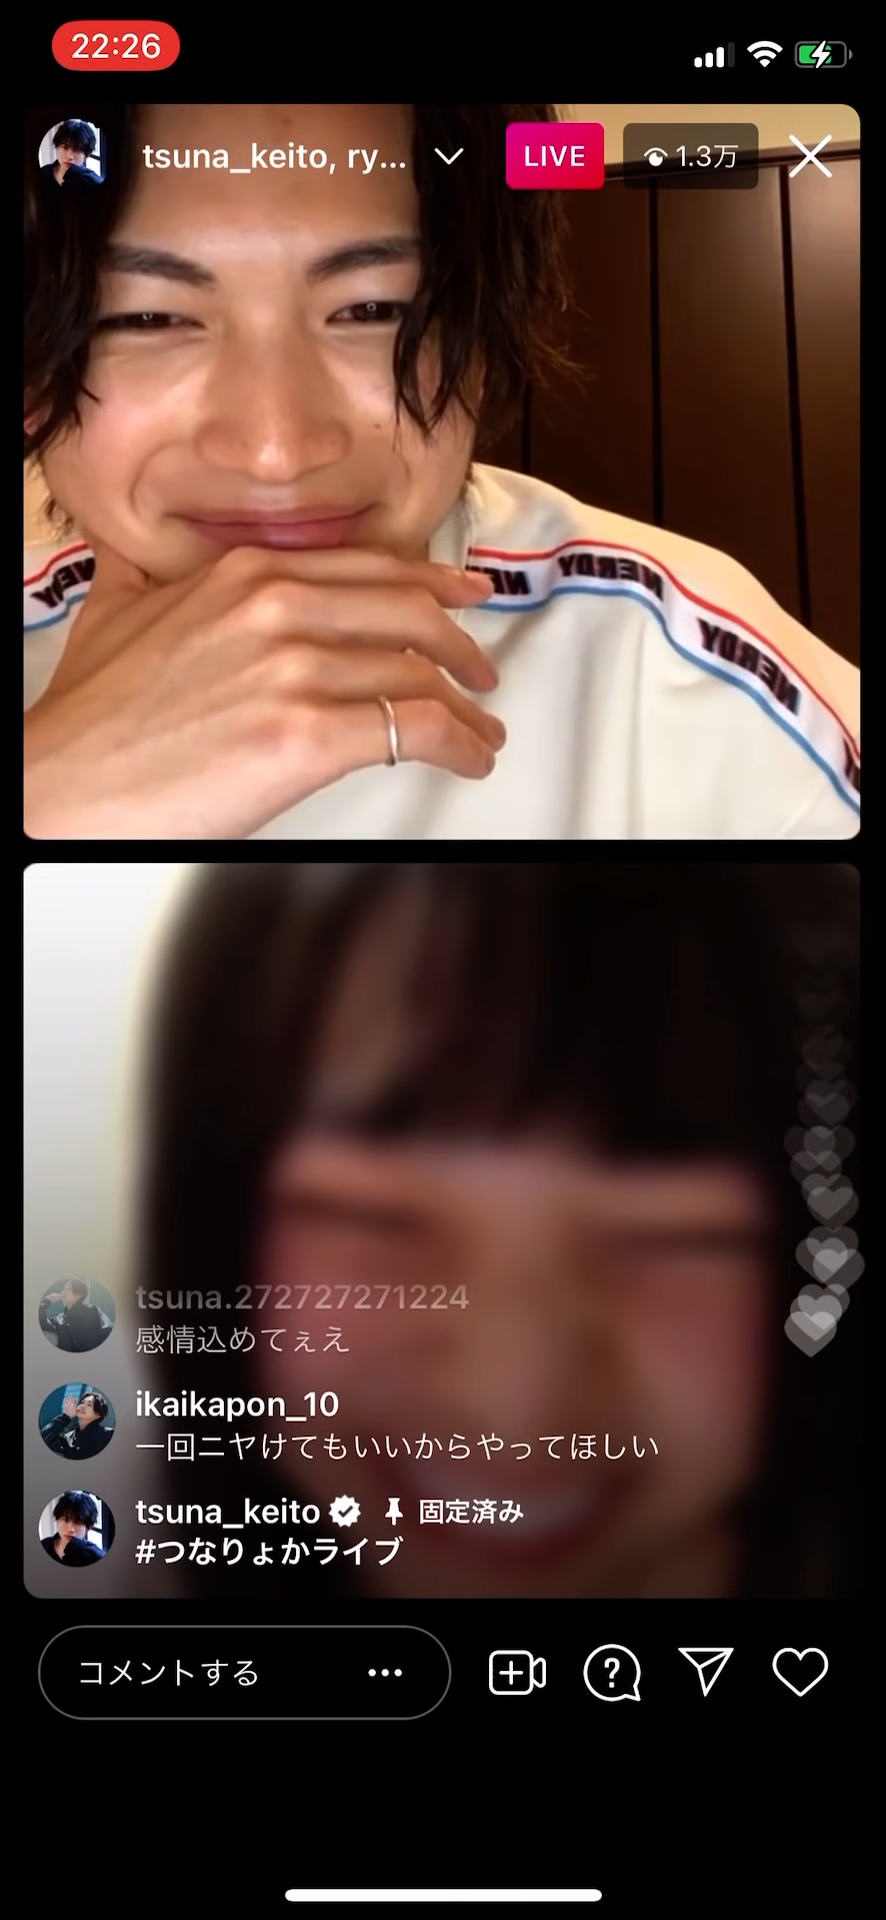 22:26
tsuna_keito, ry...
LIVE
1.3万
NERDY
NERDY
tsuna.272727271224
感情込めてぇえ
ikaikapon_10
一回ニヤけてもいいからやってほしい
tsuna_keito 固定済み
#つなりょかライブ
コメントする